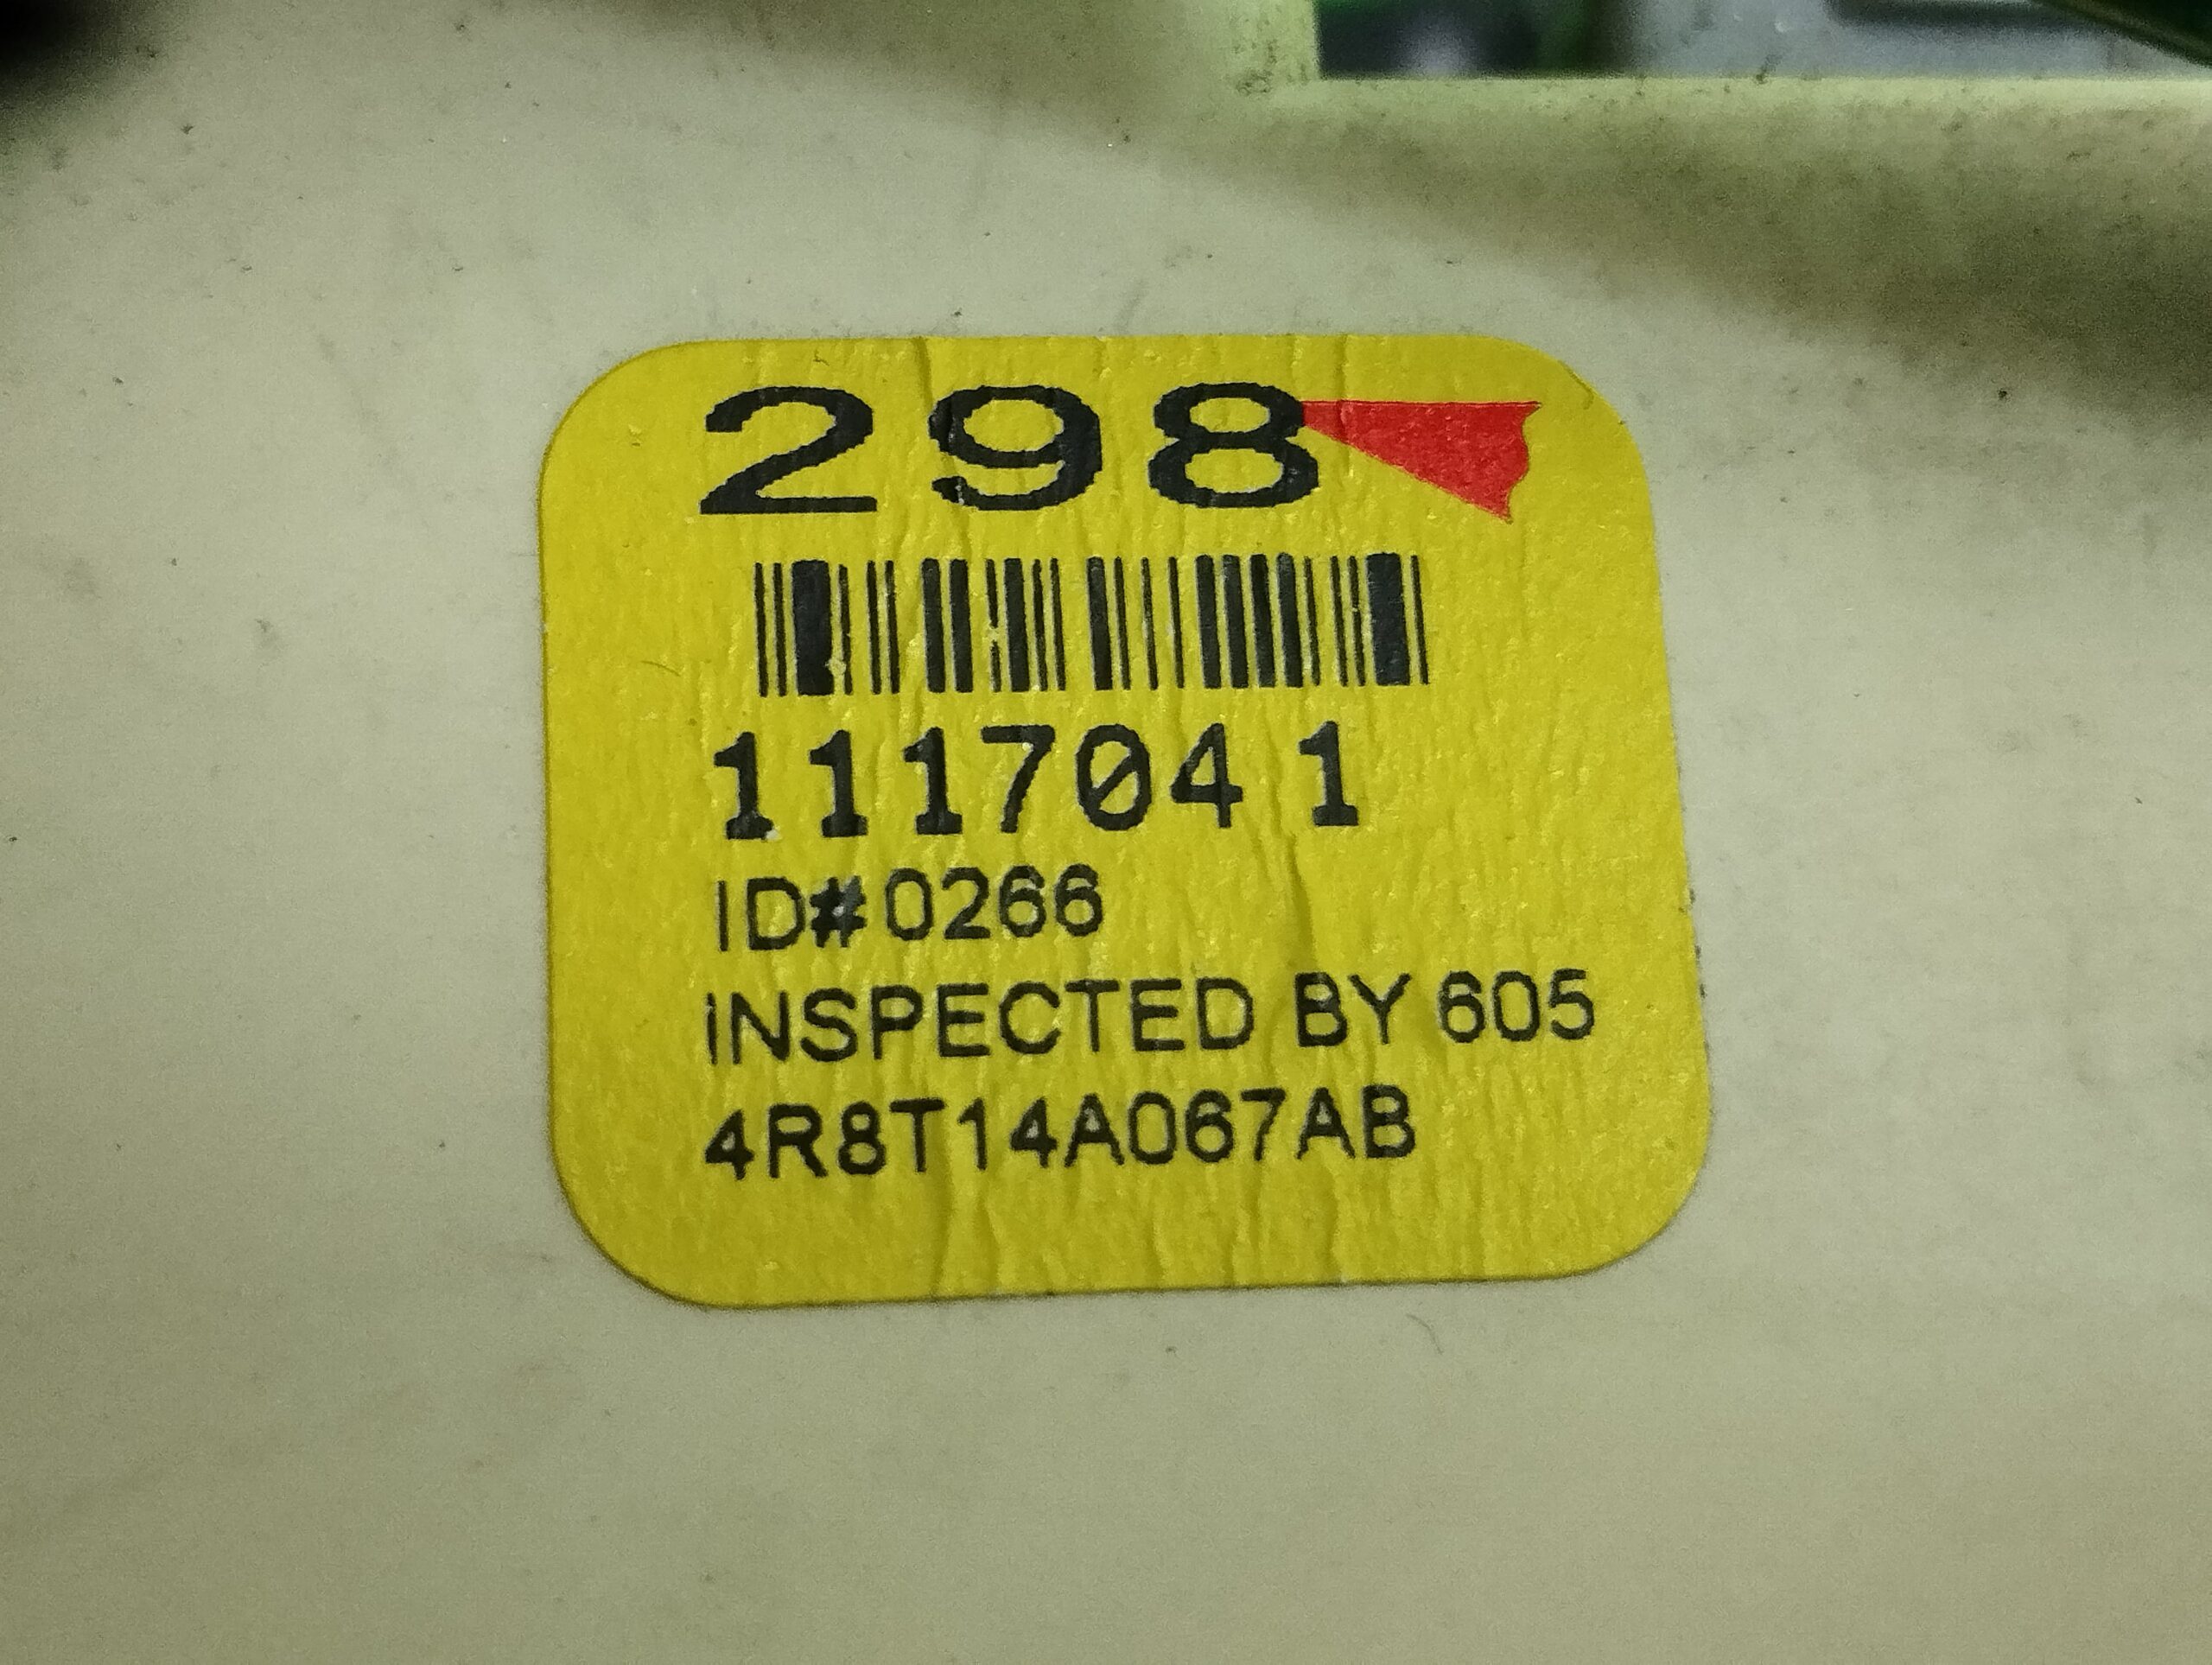 298
1117041
ID#0266
INSPECTED BY 605
4R8T14A067AB